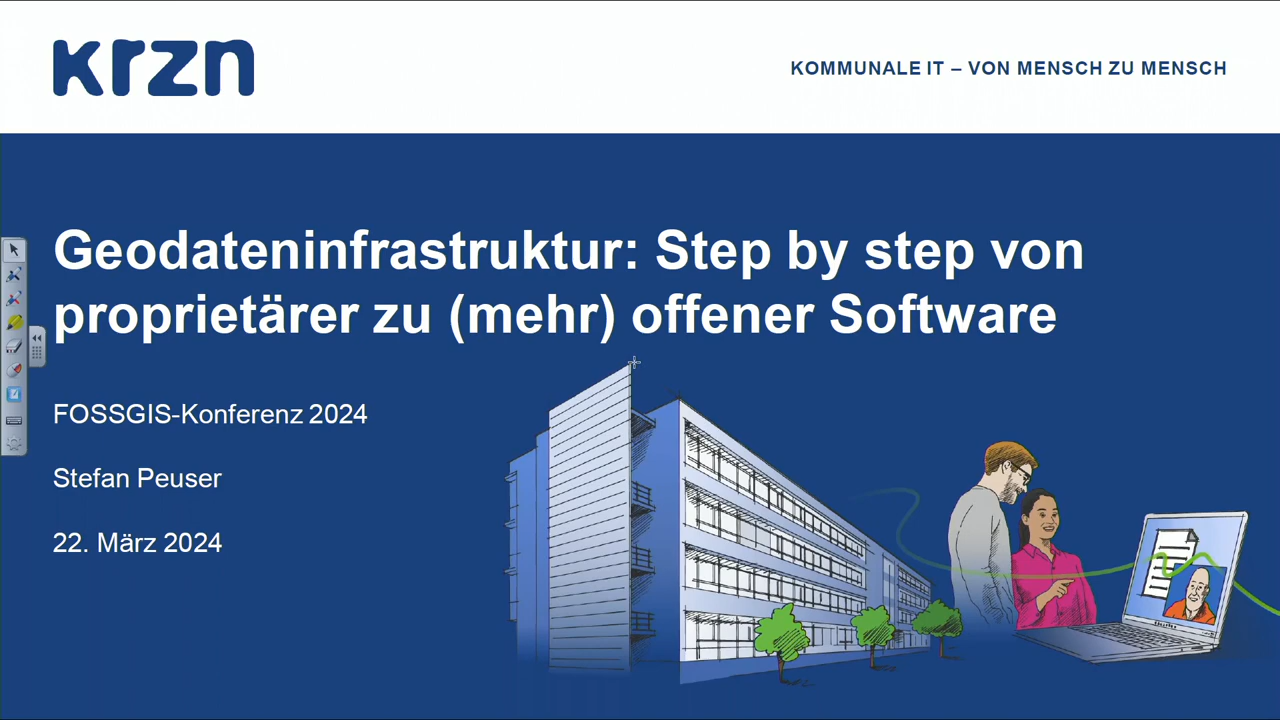 krzn
KOMMUNALE IT – VON MENSCH ZU MENSCH
Geodateninfrastruktur: Step by step von
proprietärer zu (mehr) offener Software
FOSSGIS-Konferenz 2024
Stefan Peuser
22. März 2024